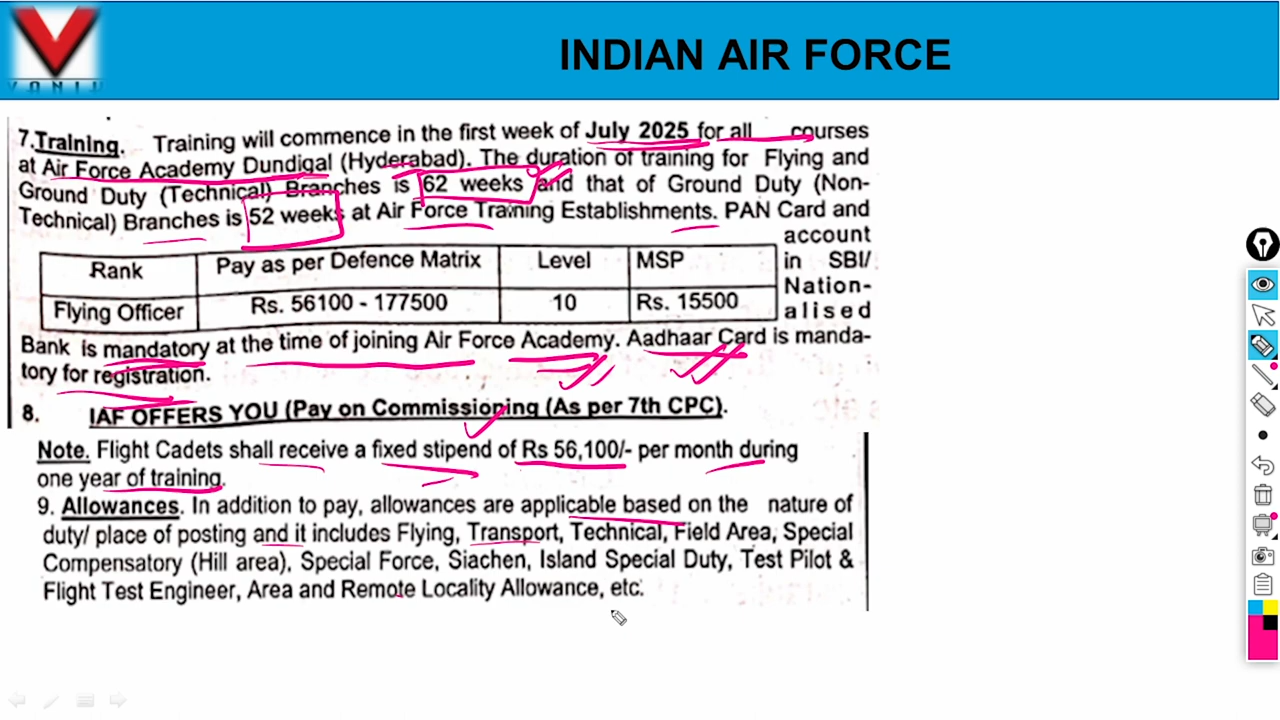 INDIAN AIR FORCE
VANIJ
7.Training. Training will commence in the first week of July 2025 for all courses
at Air Force Academy Dundigal (Hyderabad). The duration of training for Flying and
Ground Duty (Technical) Branches is 62 weeks and that of Ground Duty (Non-
Technical) Branches is 52 weeks at Air Force Training Establishments. PAN Card and
account
in SBI/
Nation-
alised
Rank Pay as per Defence Matrix Level MSP
Flying Officer Rs. 56100 - 177500 10 Rs. 15500
Bank is mandatory at the time of joining Air Force Academy. Aadhaar Card is manda-
tory for registration.
8. IAF OFFERS YOU (Pay on Commissioning (As per 7th CPC).
Note. Flight Cadets shall receive a fixed stipend of Rs 56,100/- per month during
one year of training.
9. Allowances. In addition to pay, allowances are applicable based on the nature of
duty/ place of posting and it includes Flying, Transport, Technical, Field Area, Special
Compensatory (Hill area), Special Force, Siachen, Island Special Duty, Test Pilot &
Flight Test Engineer, Area and Remote Locality Allowance, etc.